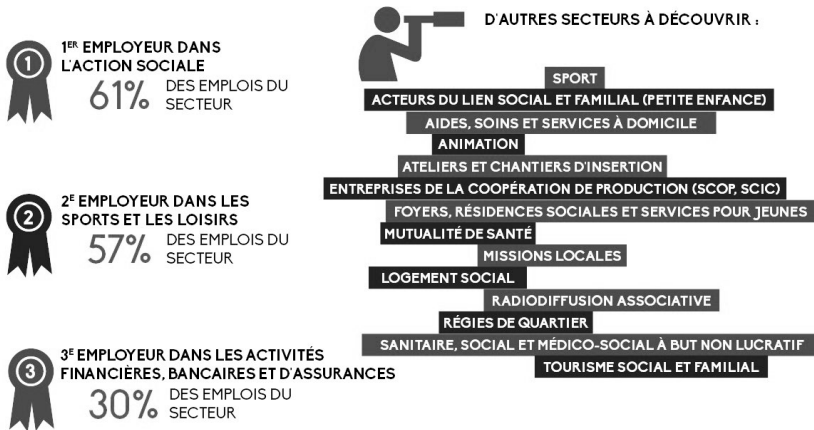 1
1ER EMPLOYEUR DANS
L'ACTION SOCIALE
61% DES EMPLOIS DU
SECTEUR
2
2E EMPLOYEUR DANS LES
SPORTS ET LES LOISIRS
57% DES EMPLOIS DU
SECTEUR
3
3E EMPLOYEUR DANS LES ACTIVITÉS
FINANCIÈRES, BANCAIRES ET D'ASSURANCES
30% DES EMPLOIS DU
SECTEUR
D'AUTRES SECTEURS À DÉCOUVRIR :
SPORT
ACTEURS DU LIEN SOCIAL ET FAMILIAL (PETITE ENFANCE)
AIDES, SOINS ET SERVICES À DOMICILE
ANIMATION
ATELIERS ET CHANTIERS D'INSERTION
ENTREPRISES DE LA COOPÉRATION DE PRODUCTION (SCOP, SCIC)
FOYERS, RÉSIDENCES SOCIALES ET SERVICES POUR JEUNES
MUTUALITÉ DE SANTÉ
MISSIONS LOCALES
LOGEMENT SOCIAL
RADIODIFFUSION ASSOCIATIVE
RÉGIES DE QUARTIER
SANITAIRE, SOCIAL ET MÉDICO-SOCIAL À BUT NON LUCRATIF
TOURISME SOCIAL ET FAMILIAL